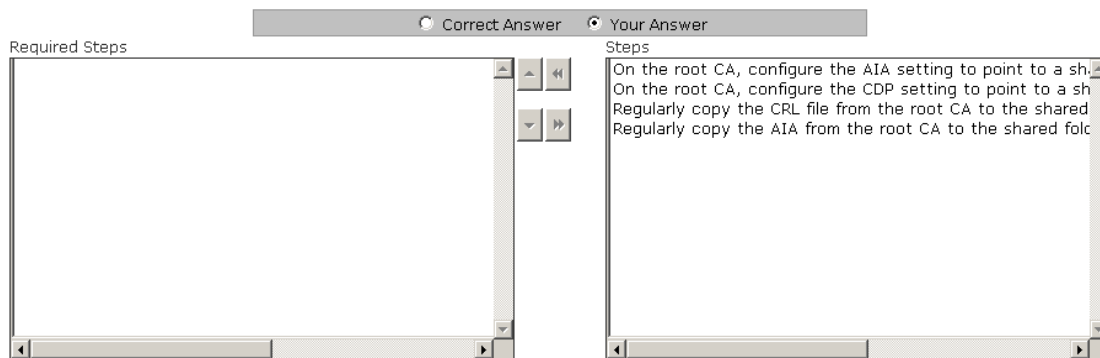 Correct Answer Your Answer
Required Steps
Steps
On the root CA, configure the AIA setting to point to a
On the root CA, configure the CDP setting to point to a
Regularly copy the CRL file from the root CA to the shared
Regularly copy the AIA from the root CA to the shared